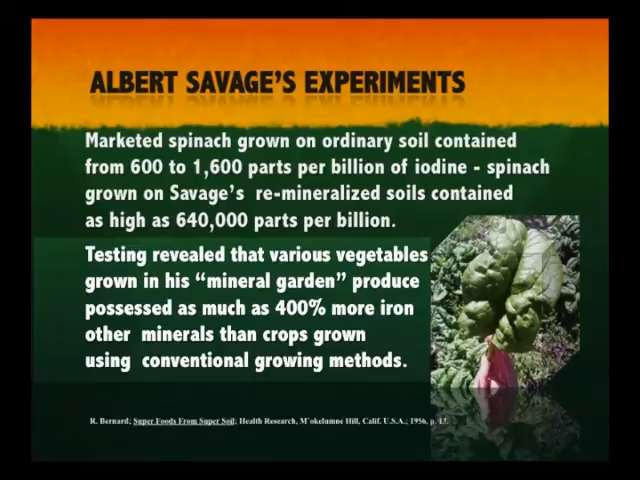 ALBERT SAVAGE'S EXPERIMENTS
Marketed spinach grown on ordinary soil contained
from 600 to 1,600 parts per billion of iodine - spinach
grown on Savage's re-mineralized soils contained
as high as 640,000 parts per billion.
Testing revealed that various vegetables
grown in his “mineral garden” produce
possessed as much as 400% more iron
other minerals than crops grown
using conventional growing methods.
R. Bernard; Super Foods From Super Soil; Health Research, M'okelumne Hill, Calif. U.S.A.; 1956, p. 13.